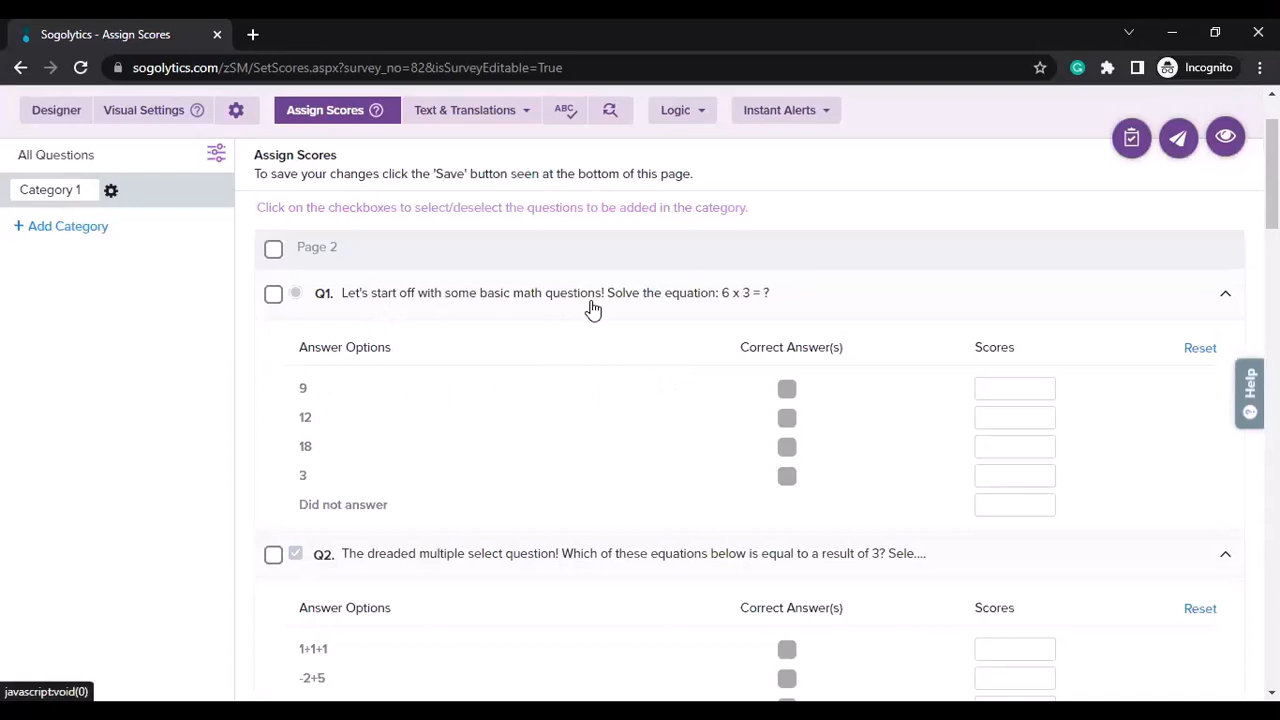 Sogolytics - Assign Scores
sogolytics.com/zSM/SetScores.aspx?survey_no=82&isSurveyEditable=True
Incognito
Designer
Visual Settings
Assign Scores
Text & Translations
ABC
Logic
Instant Alerts
All Questions
Category 1
+ Add Category
Assign Scores
To save your changes click the 'Save' button seen at the bottom of this page.
Click on the checkboxes to select/deselect the questions to be added in the category.
Page 2
Q1. Let's start off with some basic math questions! Solve the equation: 6 x 3 = ?
Answer Options Correct Answer(s) Scores Reset
9
12
18
3
Did not answer
Q2. The dreaded multiple select question! Which of these equations below is equal to a result of 3? Sele....
Answer Options Correct Answer(s) Scores Reset
1+1+1
-2+5
Help
javascript:void(0)